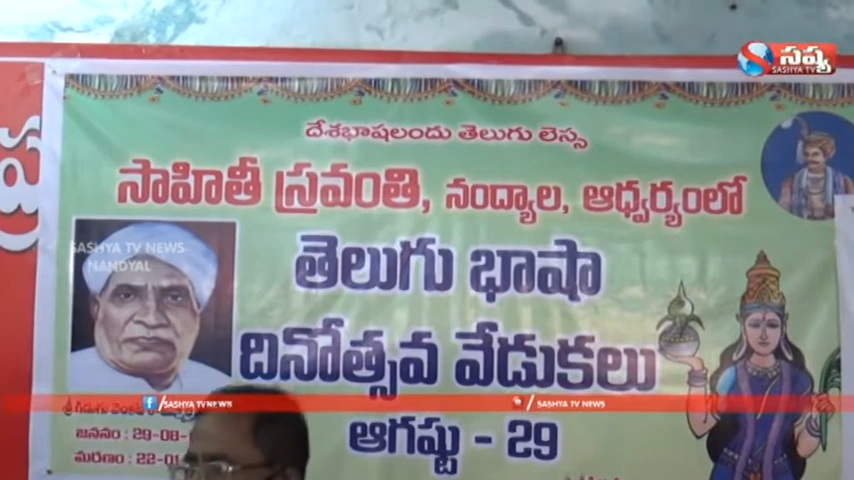 సష్య
SASHYA TV
దేశభాషలందు తెలుగు లెస్స
సాహితీ స్రవంతి, నంద్యాల, ఆధ్వర్యంలో
SASHYA TV NEWS
NANDYAL
తెలుగు భాషా
దినోత్సవ వేడుకలు
/SASHYA TV NEWS
/SASHYA TV NEWS
శ్రీ గిడుగు
జననం : 29-08-
మరణం : 22-01
ఆగష్టు - 29